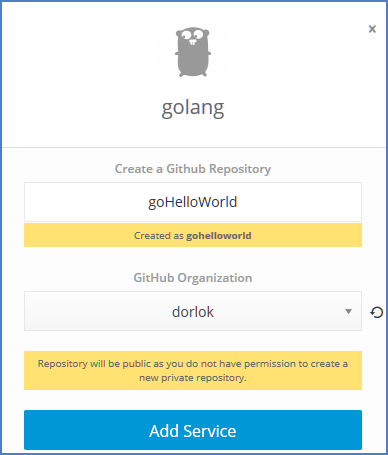 ×
golang
Create a Github Repository
goHelloWorld
Created as gohelloworld
GitHub Organization
dorlok
Repository will be public as you do not have permission to create a
new private repository.
Add Service